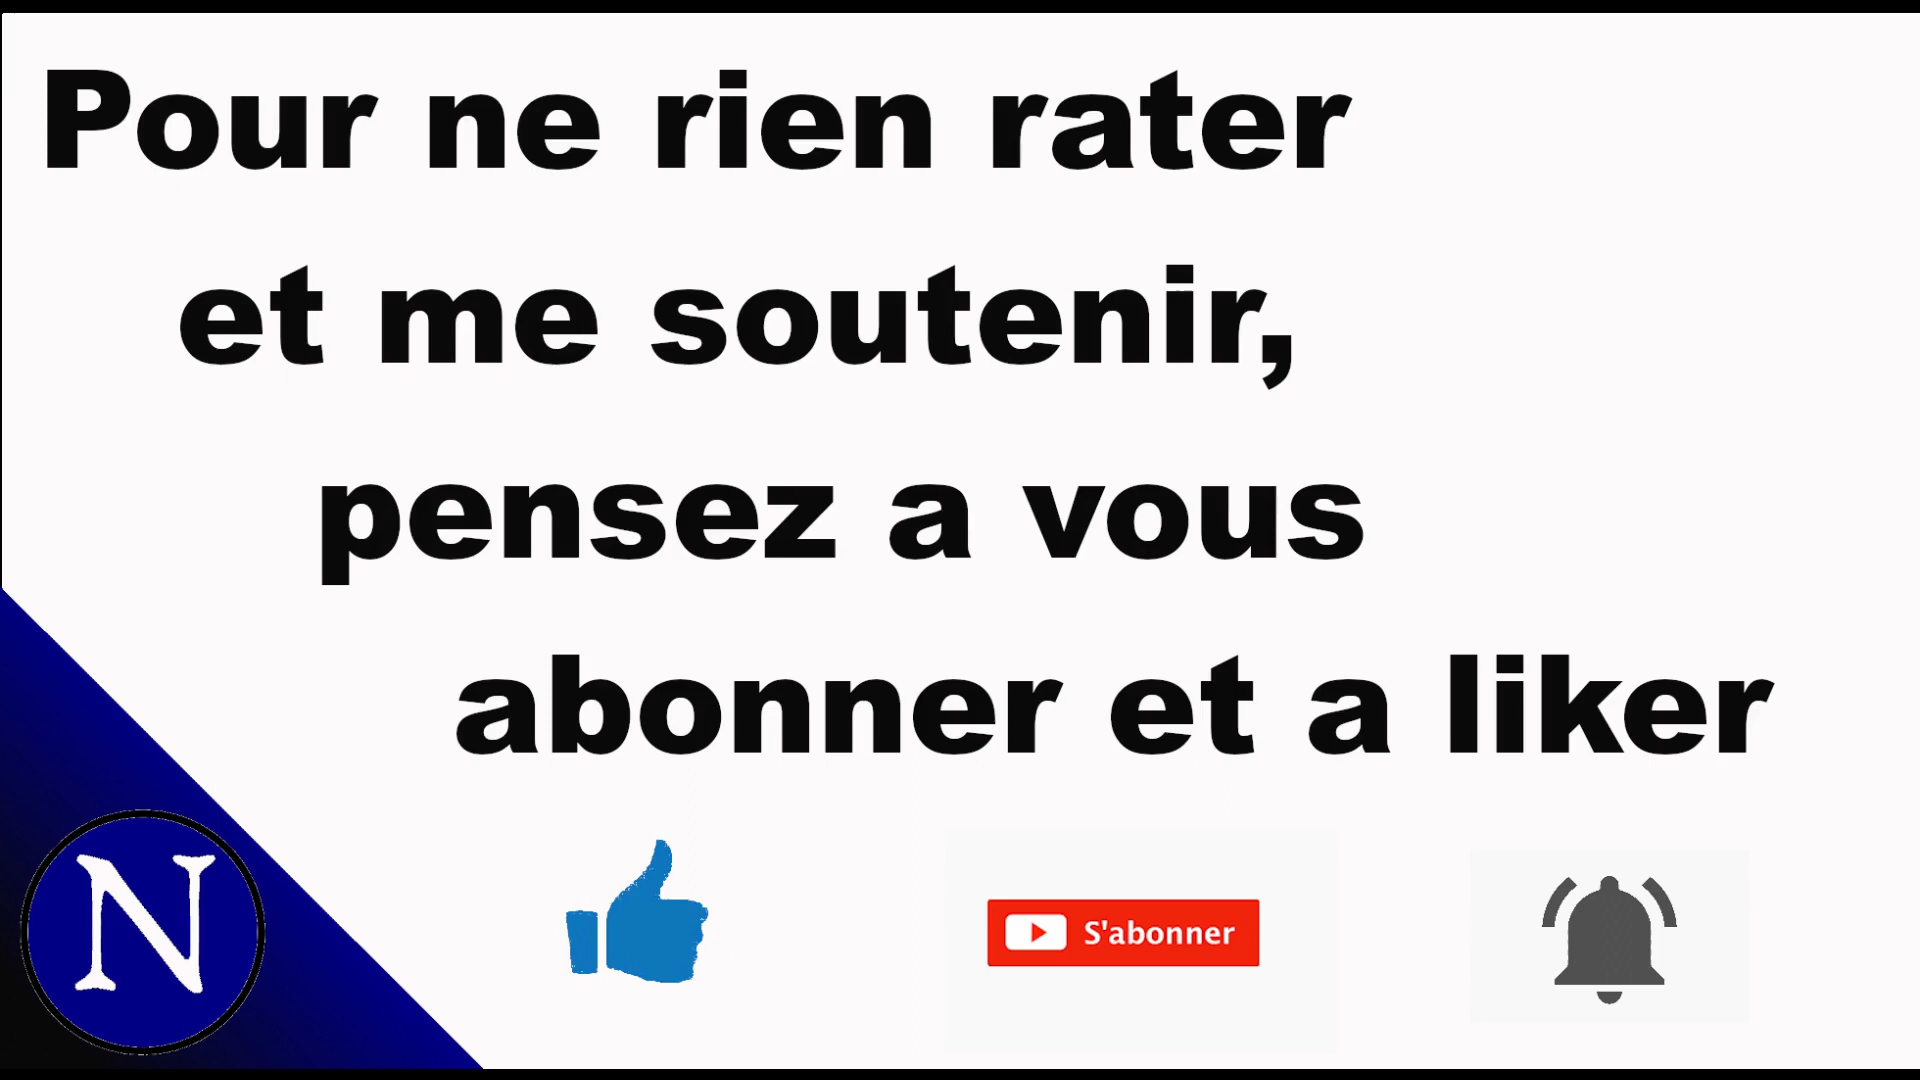 Pour ne rien rater
et me soutenir,
pensez a vous
abonner et a liker
N
S'abonner